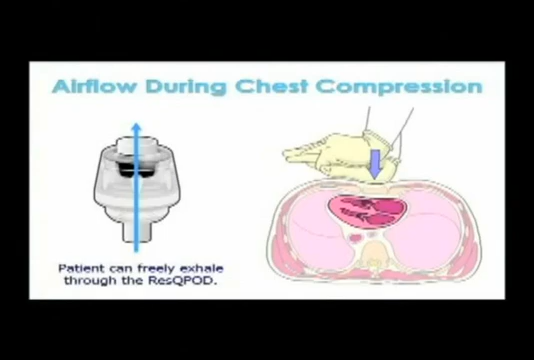 Airflow During Chest Compression
Patient can freely exhale
through the ResQPOD.